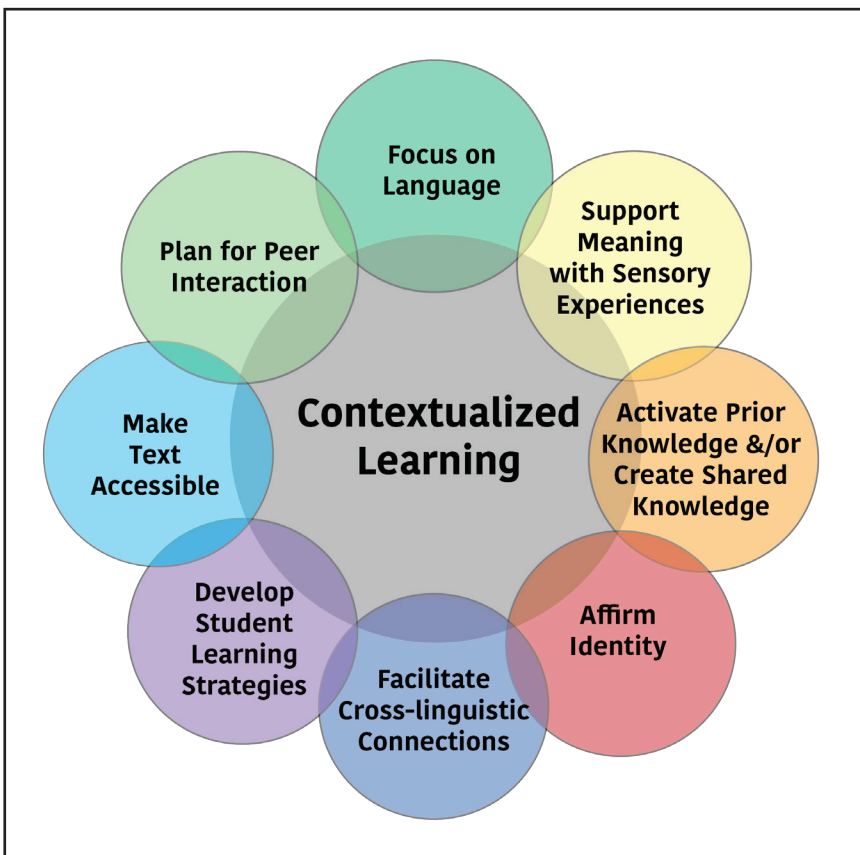 Focus on
Language
Support
Meaning
with Sensory
Experiences
Activate Prior
Knowledge &/or
Create Shared
Knowledge
Affirm
Identity
Facilitate
Cross-linguistic
Connections
Develop
Student
Learning
Strategies
Make
Text
Accessible
Plan for Peer
Interaction
Contextualized
Learning